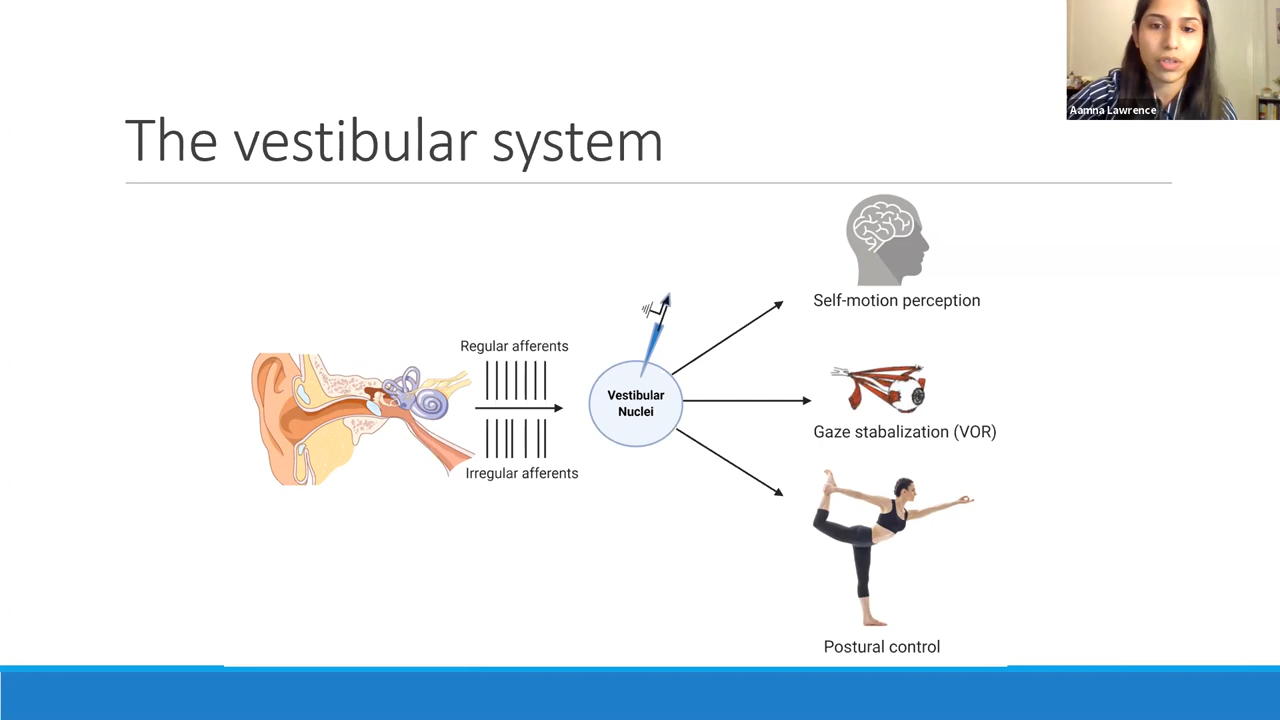 Aamna Lawrence
The vestibular system
Self-motion perception
Regular afferents
Vestibular
Nuclei
Gaze stabalization (VOR)
Irregular afferents
Postural control